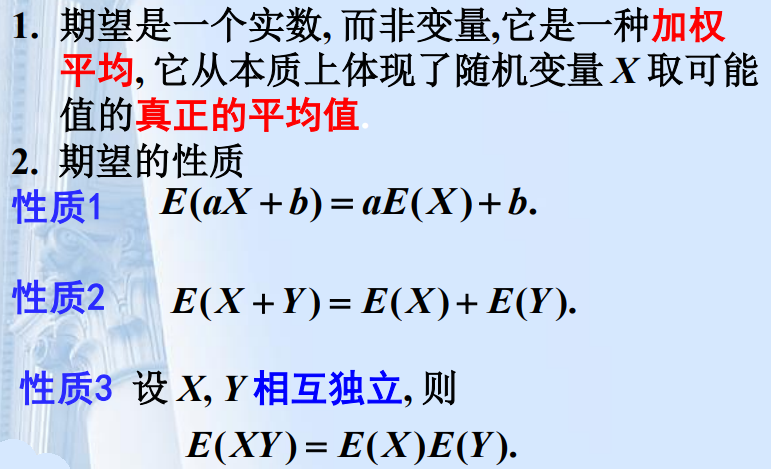 1. 期望是一个实数, 而非变量,它是一种加权
平均, 它从本质上体现了随机变量 X 取可能
值的真正的平均值.
2. 期望的性质
性质1 E(aX + b) = aE(X) + b.
性质2 E(X + Y) = E(X) + E(Y).
性质3 设 X, Y 相互独立, 则
E(XY) = E(X)E(Y).